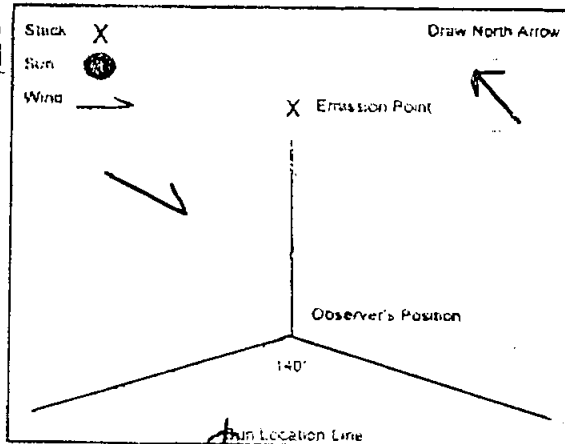 Stack X
Draw North Arrow
Sun
Wind
X Emission Point
Observer's Position
140°
Sun Location Line